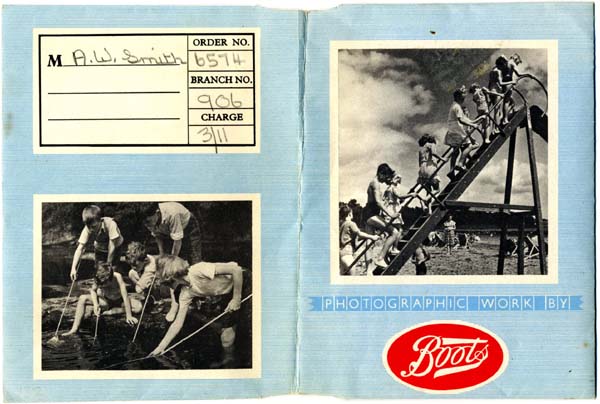 M A.W. Smith
ORDER NO.
6574
BRANCH NO.
906
CHARGE
3/11
PHOTOGRAPHIC WORK BY
Boots